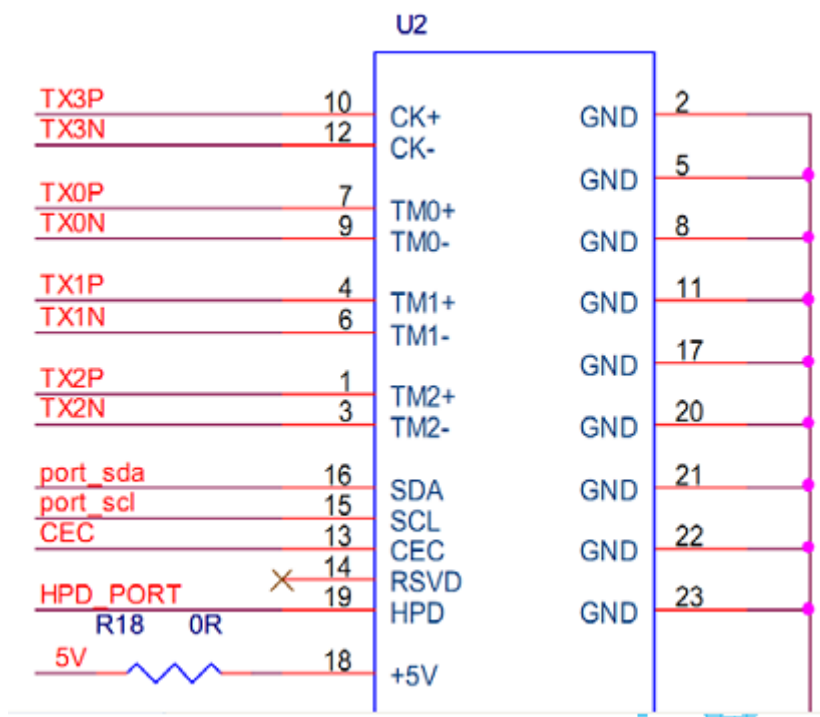 U2
TX3P 10 CK+ GND 2
TX3N 12 CK-
GND 5
TX0P 7 TM0+
TX0N 9 TM0- GND 8
TX1P 4 TM1+ GND 11
TX1N 6 TM1-
GND 17
TX2P 1 TM2+
TX2N 3 TM2- GND 20
port_sda 16 SDA GND 21
port_scl 15 SCL
CEC 13 CEC GND 22
14 RSVD
HPD_PORT 19 HPD GND 23
R18 0R
5V 18 +5V